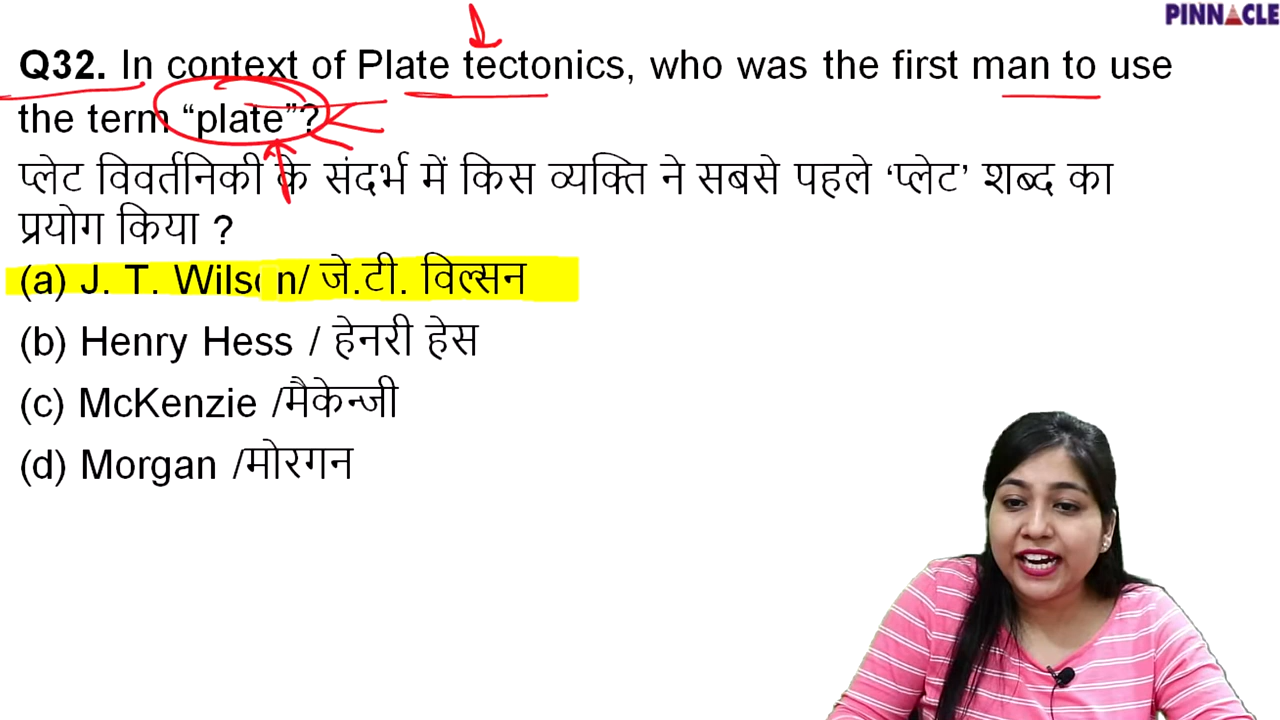 PINNACLE
Q32. In context of Plate tectonics, who was the first man to use
the term “plate”?
प्लेट विवर्तनिकी के संदर्भ में किस व्यक्ति ने सबसे पहले ‘प्लेट’ शब्द का
प्रयोग किया ?
(a) J. T. Wilson/ जे.टी. विल्सन
(b) Henry Hess / हेनरी हेस
(c) McKenzie /मैकेन्जी
(d) Morgan /मोरगन